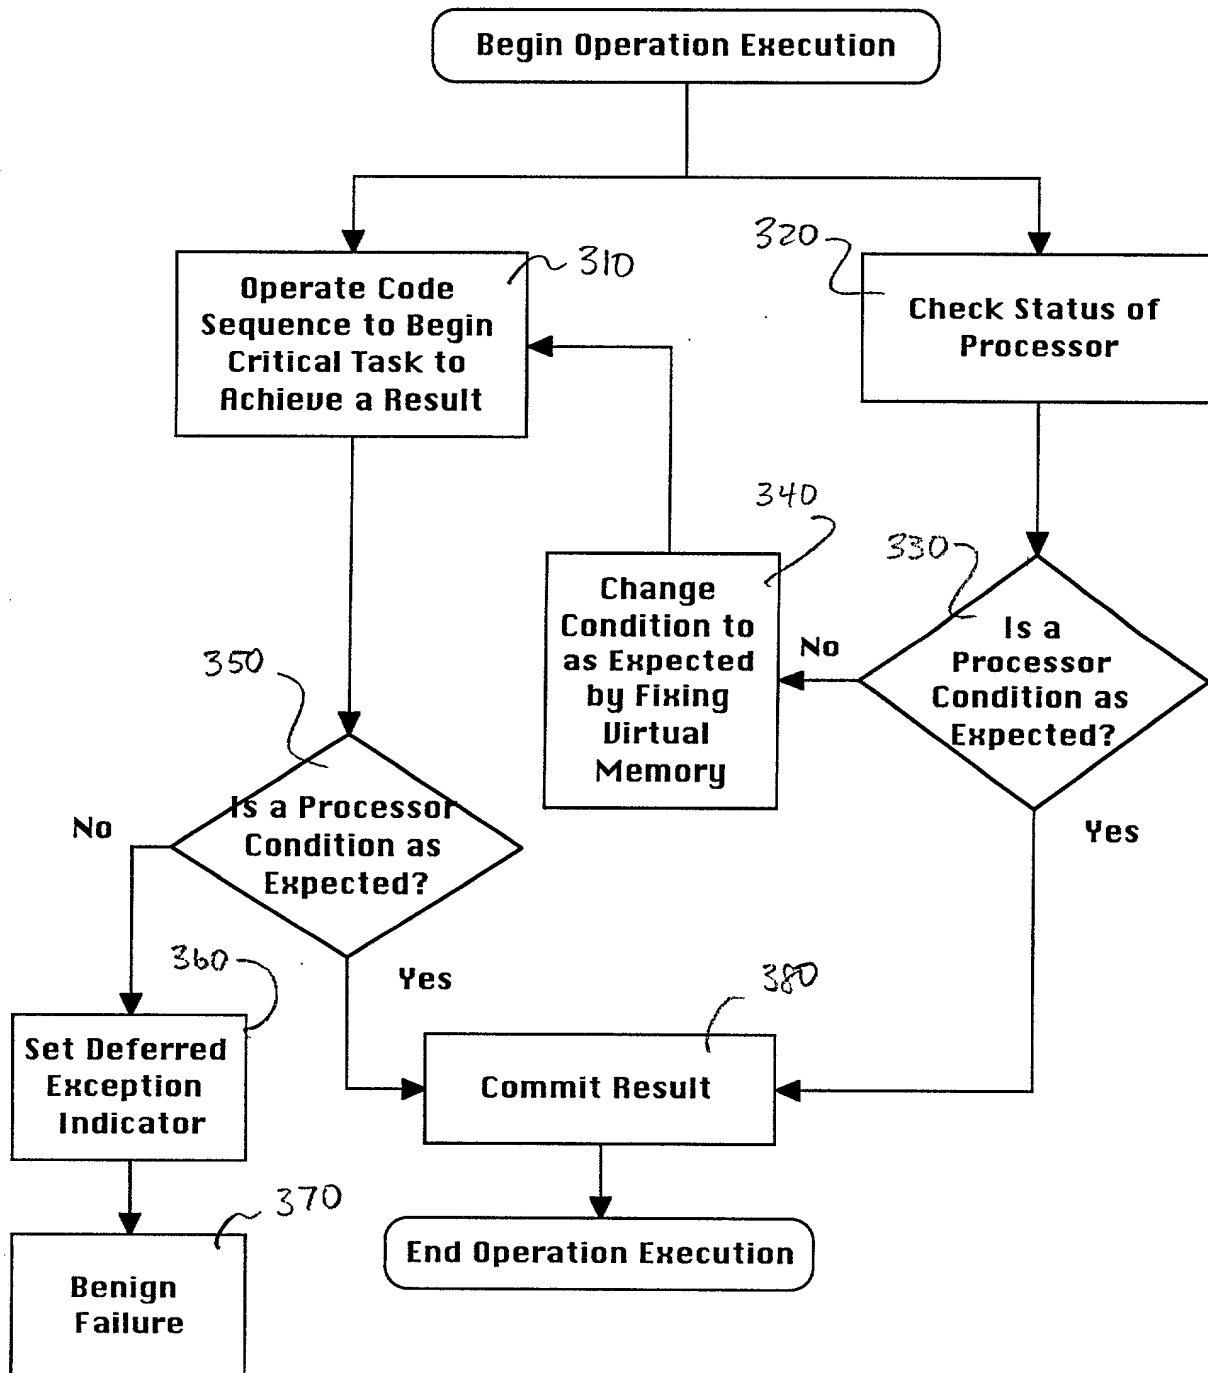 Begin Operation Execution
310
Operate Code
Sequence to Begin
Critical Task to
Achieve a Result
320
Check Status of
Processor
340
Change
Condition to
as Expected
by Fixing
Virtual
Memory
330
Is a
Processor
Condition as
Expected?
No
Yes
350
Is a Processor
Condition as
Expected?
No
Yes
360
Set Deferred
Exception
Indicator
380
Commit Result
370
Benign
Failure
End Operation Execution